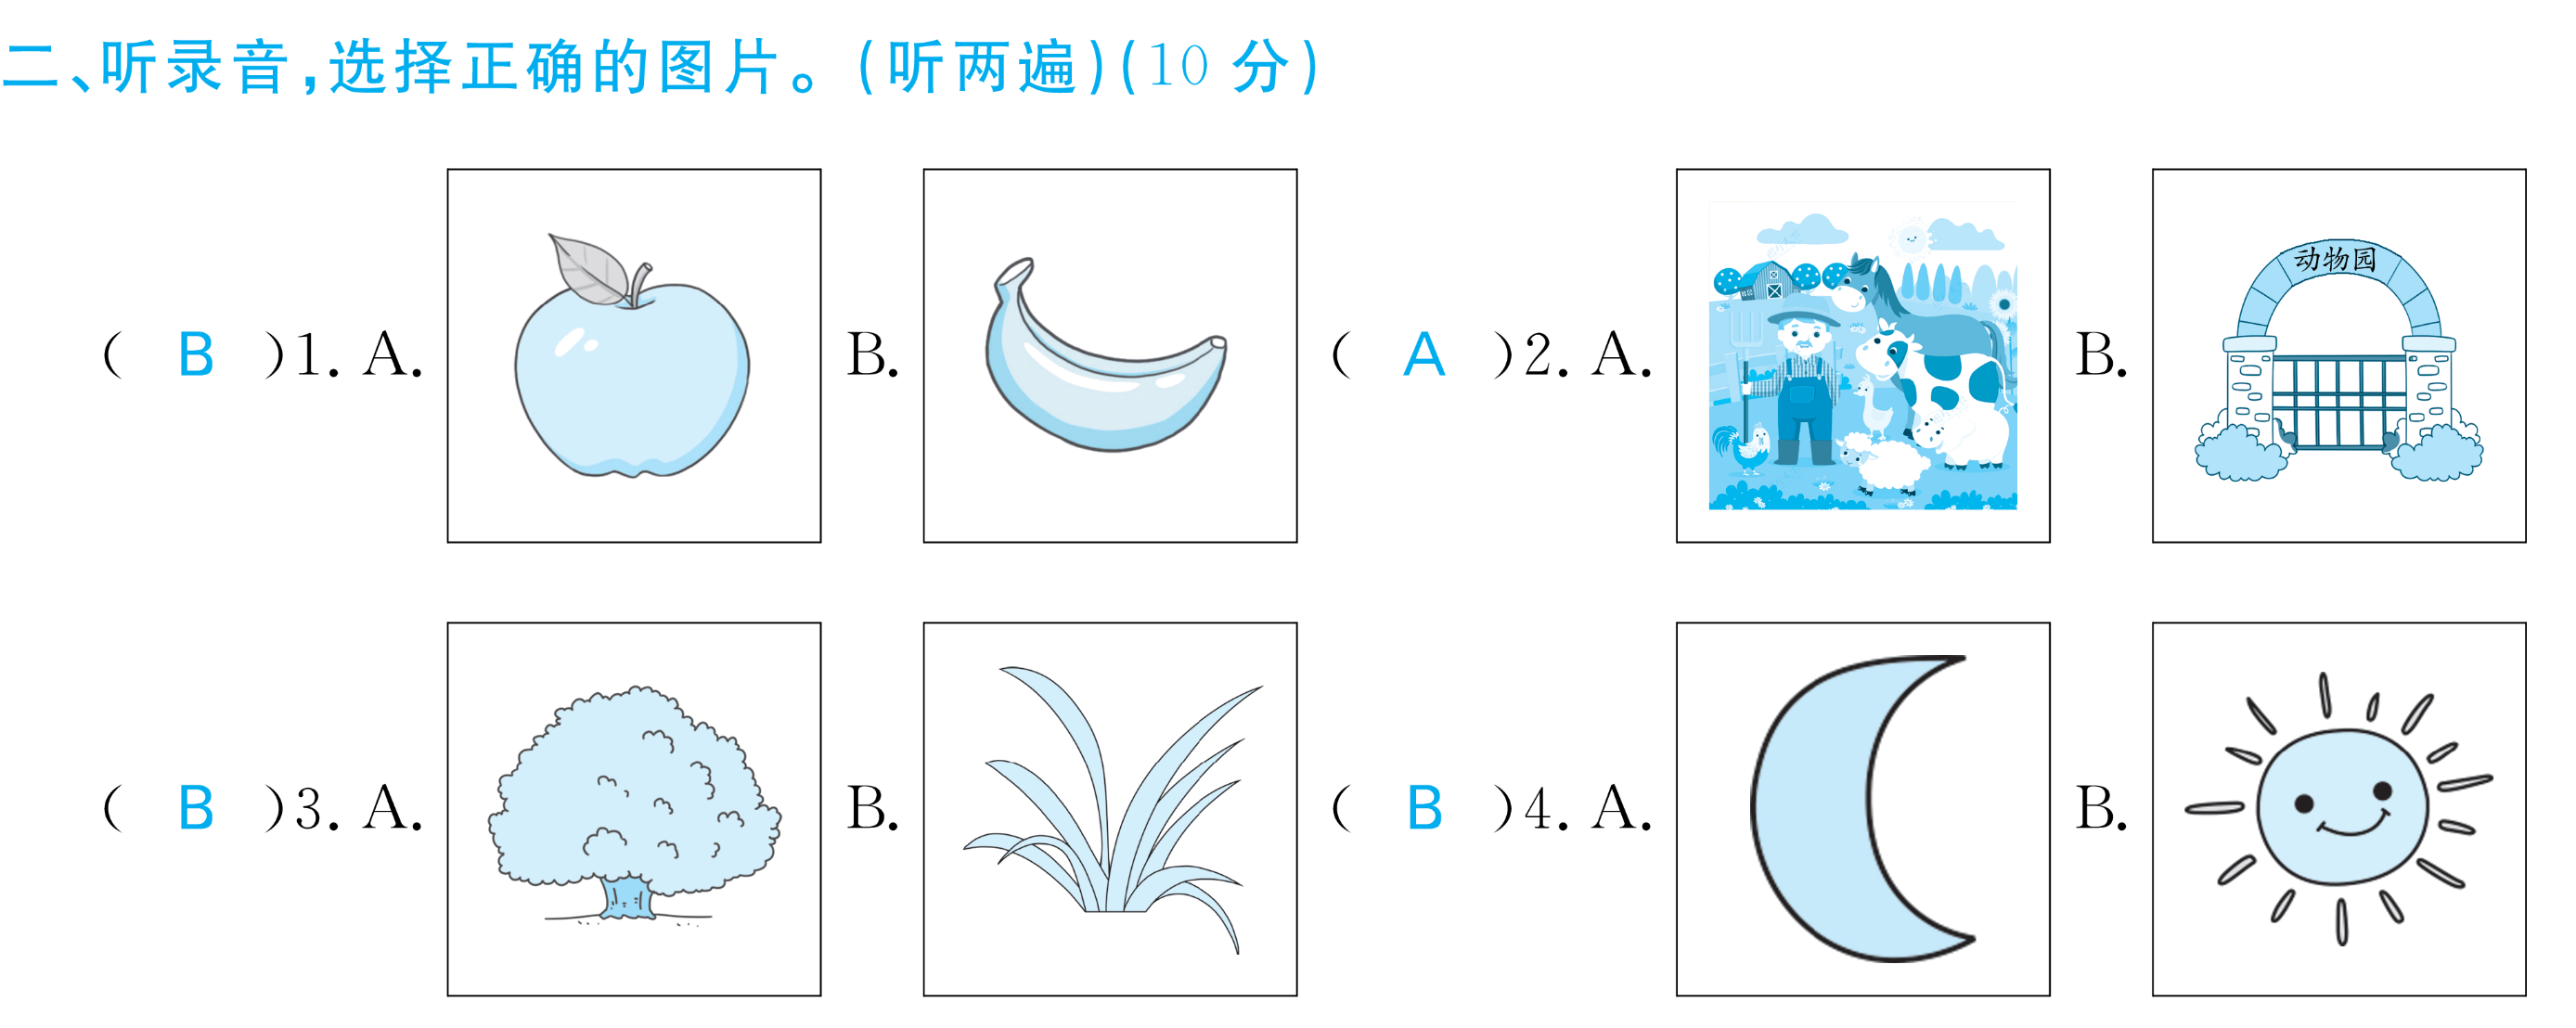 二、听录音,选择正确的图片。(听两遍)(10 分)
( B )1. A. B. ( A )2. A. B. 动物园
( B )3. A. B. ( B )4. A. B.